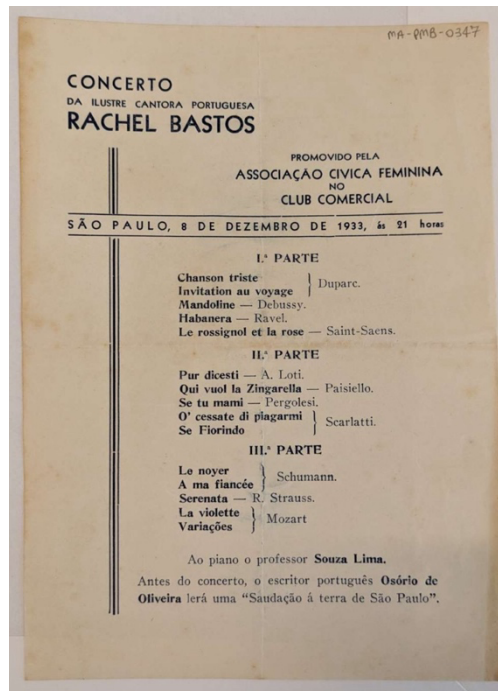 MA-PMB-0347
CONCERTO
DA ILUSTRE CANTORA PORTUGUESA
RACHEL BASTOS
PROMOVIDO PELA
ASSOCIAÇÃO CIVICA FEMININA
NO
CLUB COMERCIAL
SÃO PAULO, 8 DE DEZEMBRO DE 1933, ás 21 horas
I.ª PARTE
Chanson triste
Invitation au voyage } Duparc.
Mandoline — Debussy.
Habanera — Ravel.
Le rossignol et la rose — Saint-Saens.
II.ª PARTE
Pur dicesti — A. Loti.
Qui vuol la Zingarella — Paisiello.
Se tu mami — Pergolesi.
O' cessate di piagarmi
Se Fiorindo } Scarlatti.
III.ª PARTE
Le noyer
A ma fiancée } Schumann.
Serenata — R. Strauss.
La violette
Variações } Mozart
Ao piano o professor Souza Lima.
Antes do concerto, o escritor português Osório de
Oliveira lerá uma "Saudação á terra de São Paulo".